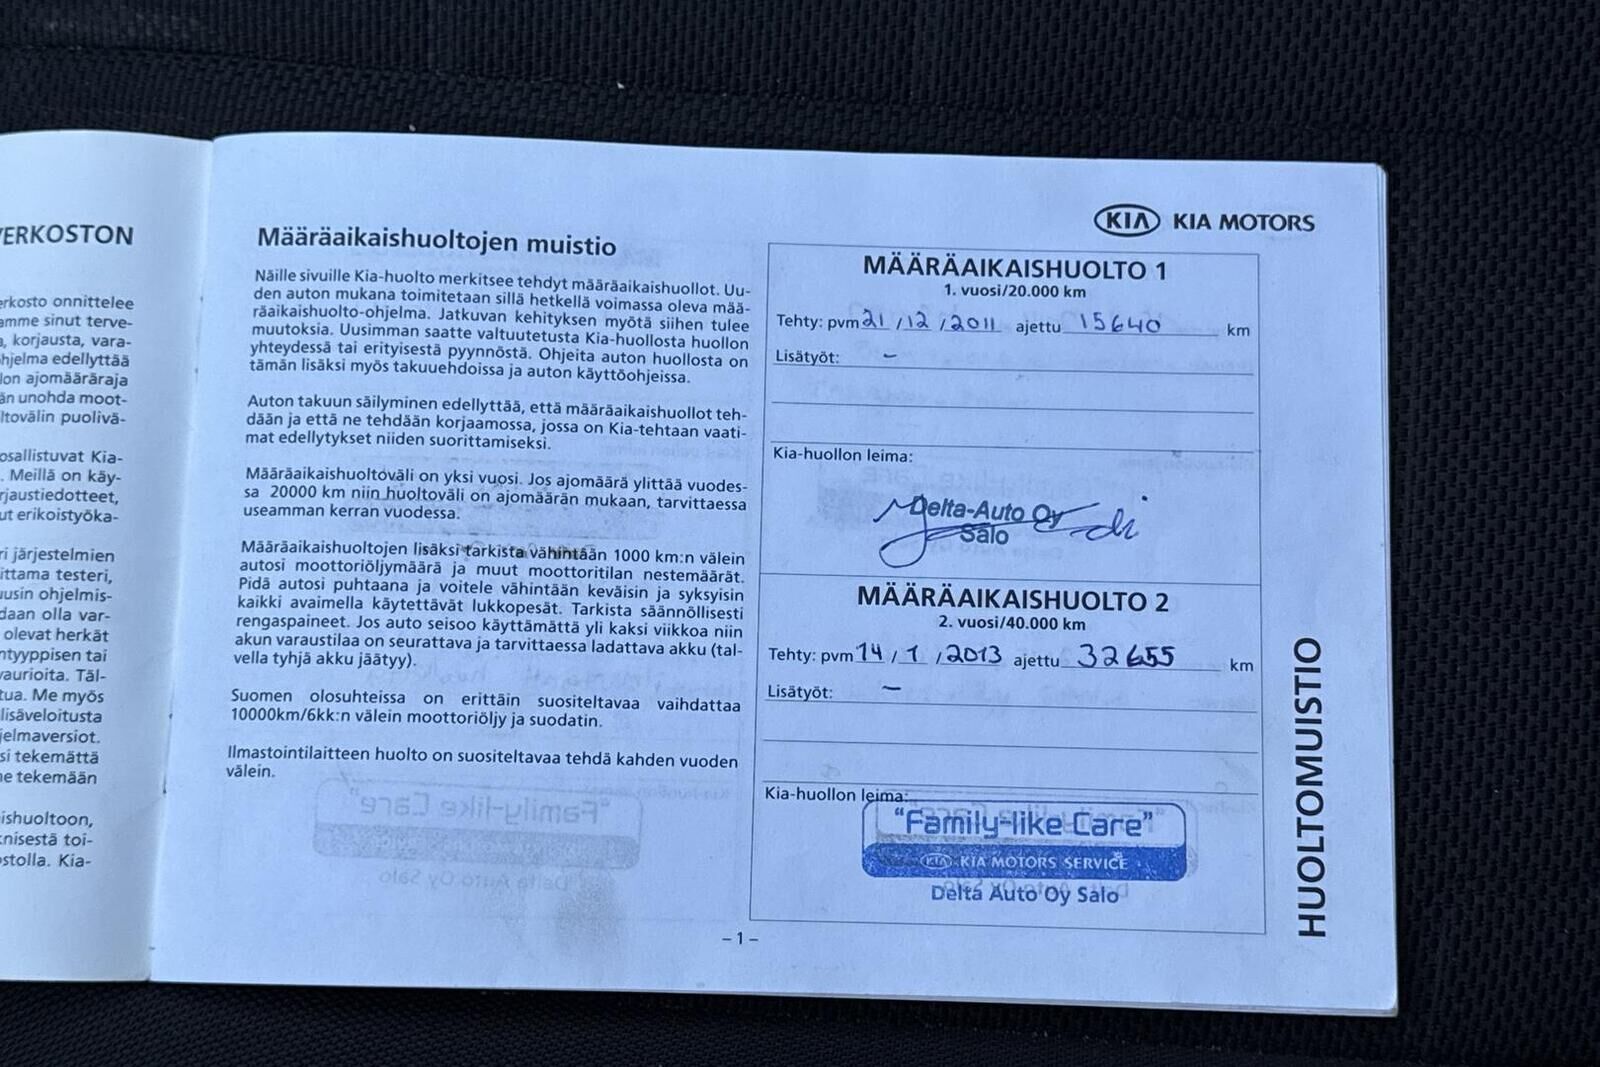 ERKOSTON
erkosto onnittelee
amme sinut terve-
, korjausta, vara-
hjelma edellyttää
lon ajomääräraja
än unohda moot-
ltovälin puolivä-
osallistuvat Kia-
. Meillä on käy-
rjaustiedotteet,
ut erikoistyöka-
ri järjestelmien
ittama testeri,
uusin ohjelmis-
daan olla var-
olevat herkät
ntyyppisen tai
vaurioita. Täl-
tua. Me myös
lisäveloitusta
jelmaversiot.
si tekemättä
ne tekemään
ishuoltoon,
knisestä toi-
ostolla. Kia-
Määräaikaishuoltojen muistio
Näille sivuille Kia-huolto merkitsee tehdyt määräaikaishuollot. Uu-
den auton mukana toimitetaan sillä hetkellä voimassa oleva mää-
räaikaishuolto-ohjelma. Jatkuvan kehityksen myötä siihen tulee
muutoksia. Uusimman saatte valtuutetusta Kia-huollosta huollon
yhteydessä tai erityisestä pyynnöstä. Ohjeita auton huollosta on
tämän lisäksi myös takuuehdoissa ja auton käyttöohjeissa.
Auton takuun säilyminen edellyttää, että määräaikaishuollot teh-
dään ja että ne tehdään korjaamossa, jossa on Kia-tehtaan vaati-
mat edellytykset niiden suorittamiseksi.
Määräaikaishuoltoväli on yksi vuosi. Jos ajomäärä ylittää vuodes-
sa 20000 km niin huoltoväli on ajomäärän mukaan, tarvittaessa
useamman kerran vuodessa.
Määräaikaishuoltojen lisäksi tarkista vähintään 1000 km:n välein
autosi moottoriöljymäärä ja muut moottoritilan nestemäärät.
Pidä autosi puhtaana ja voitele vähintään keväisin ja syksyisin
kaikki avaimella käytettävät lukkopesät. Tarkista säännöllisesti
rengaspaineet. Jos auto seisoo käyttämättä yli kaksi viikkoa niin
akun varaustilaa on seurattava ja tarvittaessa ladattava akku (tal-
vella tyhjä akku jäätyy).
Suomen olosuhteissa on erittäin suositeltavaa vaihdattaa
10000km/6kk:n välein moottoriöljy ja suodatin.
Ilmastointilaitteen huolto on suositeltavaa tehdä kahden vuoden
välein.
KIA KIA MOTORS
MÄÄRÄAIKAISHUOLTO 1
1. vuosi/20.000 km
Tehty: pvm 21 / 12 / 2011 ajettu 15640 km
Lisätyöt: –
Kia-huollon leima:
Delta-Auto Oy
Salo
MÄÄRÄAIKAISHUOLTO 2
2. vuosi/40.000 km
Tehty: pvm 14 / 1 / 2013 ajettu 32655 km
Lisätyöt: –
Kia-huollon leima:
"Family-like Care"
KIA KIA MOTORS SERVICE
Delta Auto Oy Salo
– 1 –
HUOLTOMUISTIO